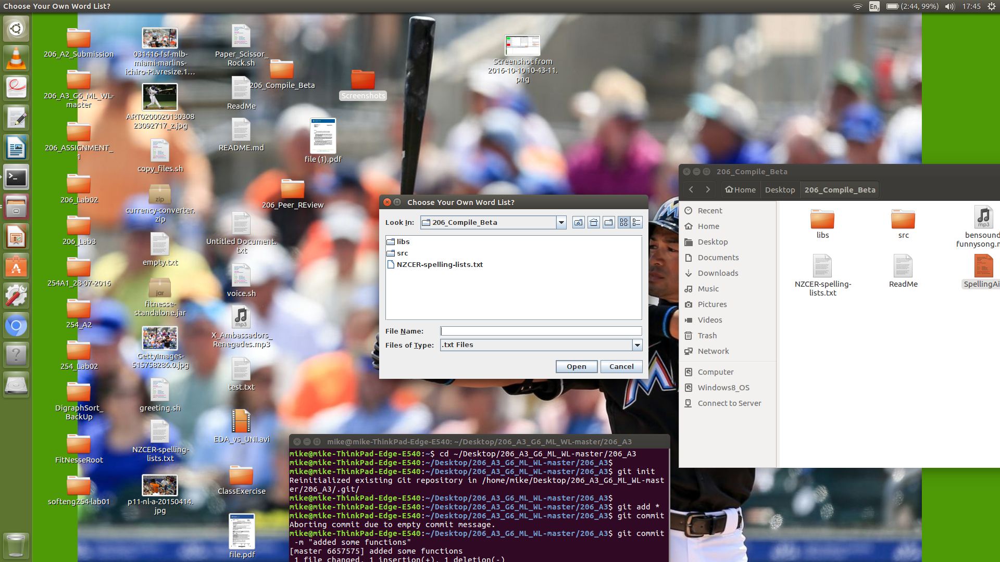 Choose Your Own Word List?
En2
(2:44, 99%)
17:45
206_A2_Submission
206_A3_G6_ML_WL-
master
206_ASSIGNMENT_
1
206_Lab02
206_Lab3
254A1_28-07-2016
254_A2
254_Lab02
DigraphSort_
BackUp
FitNesseRoot
softeng254-lab01
031416-fsf-mlb-
miami-marlins-
ichiro-PI.vresize.1...
ART0200020130308
23092717_z.jpg
copy_files.sh
zip
currency-converter.
zip
empty.txt
jar
fitnesse-
standalone.jar
GettyImages-
515758286.0.jpg
greeting.sh
NZCER-spelling-
lists.txt
p11-nl-a-20150414.
jpg
Paper_Scissor_
Rock.sh
ReadMe
README.md
Untitled Document.
txt
voice.sh
mp3
X_Ambassadors_
Renegades.mp3
test.txt
EDA_vs_UNI.avi
ClassExercise
file.pdf
206_Compile_Beta
file (1).pdf
206_Peer_REview
Screenshots
Screenshot from
2016-10-10 10-43-11.
png
Choose Your Own Word List?
Look In:
206_Compile_Beta
libs
src
NZCER-spelling-lists.txt
File Name:
Files of Type:
.txt Files
Open
Cancel
206_Compile_Beta
Home
Desktop
206_Compile_Beta
Recent
Home
Desktop
Documents
Downloads
Music
Pictures
Videos
Trash
Network
Computer
Windows8_OS
Connect to Server
libs
src
mp3
bensound
funnysong.m
NZCER-spelling-
lists.txt
ReadMe
SpellingAi
mike@mike-ThinkPad-Edge-E540: ~/Desktop/206_A3_G6_ML_WL-master/206_A3
mike@mike-ThinkPad-Edge-E540:~$ cd ~/Desktop/206_A3_G6_ML_WL-master/206_A3
mike@mike-ThinkPad-Edge-E540:~/Desktop/206_A3_G6_ML_WL-master/206_A3$
mike@mike-ThinkPad-Edge-E540:~/Desktop/206_A3_G6_ML_WL-master/206_A3$ git init
Reinitialized existing Git repository in /home/mike/Desktop/206_A3_G6_ML_WL-mast
er/206_A3/.git/
mike@mike-ThinkPad-Edge-E540:~/Desktop/206_A3_G6_ML_WL-master/206_A3$
mike@mike-ThinkPad-Edge-E540:~/Desktop/206_A3_G6_ML_WL-master/206_A3$ git add *
mike@mike-ThinkPad-Edge-E540:~/Desktop/206_A3_G6_ML_WL-master/206_A3$ git commit
Aborting commit due to empty commit message.
mike@mike-ThinkPad-Edge-E540:~/Desktop/206_A3_G6_ML_WL-master/206_A3$ git commit
-m "added some functions"
[master 6657575] added some functions
1 file changed, 1 insertion(+), 1 deletion(-)